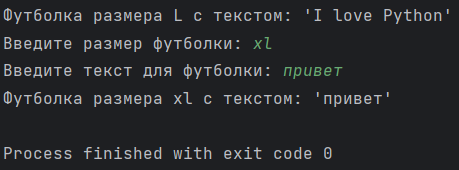 Футболка размера L с текстом: 'I love Python'
Введите размер футболки: xl
Введите текст для футболки: привет
Футболка размера xl с текстом: 'привет'
Process finished with exit code 0